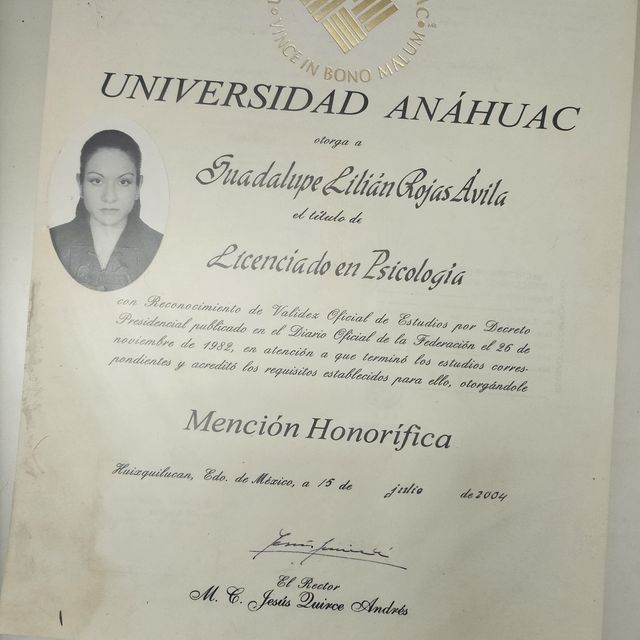 VINCE IN BONO MALUM
UNIVERSIDAD ANÁHUAC
otorga a
Guadalupe Lilián Rojas Ávila
el título de
Licenciado en Psicología
con Reconocimiento de Validez Oficial de Estudios por Decreto
Presidencial publicado en el Diario Oficial de la Federación el 26 de
noviembre de 1982, en atención a que terminó los estudios corres-
pondientes y acreditó los requisitos establecidos para ello, otorgándole
Mención Honorífica
Huixquilucan, Edo. de México, a 15 de julio de 2004
El Rector
M. C. Jesús Quirce Andrés